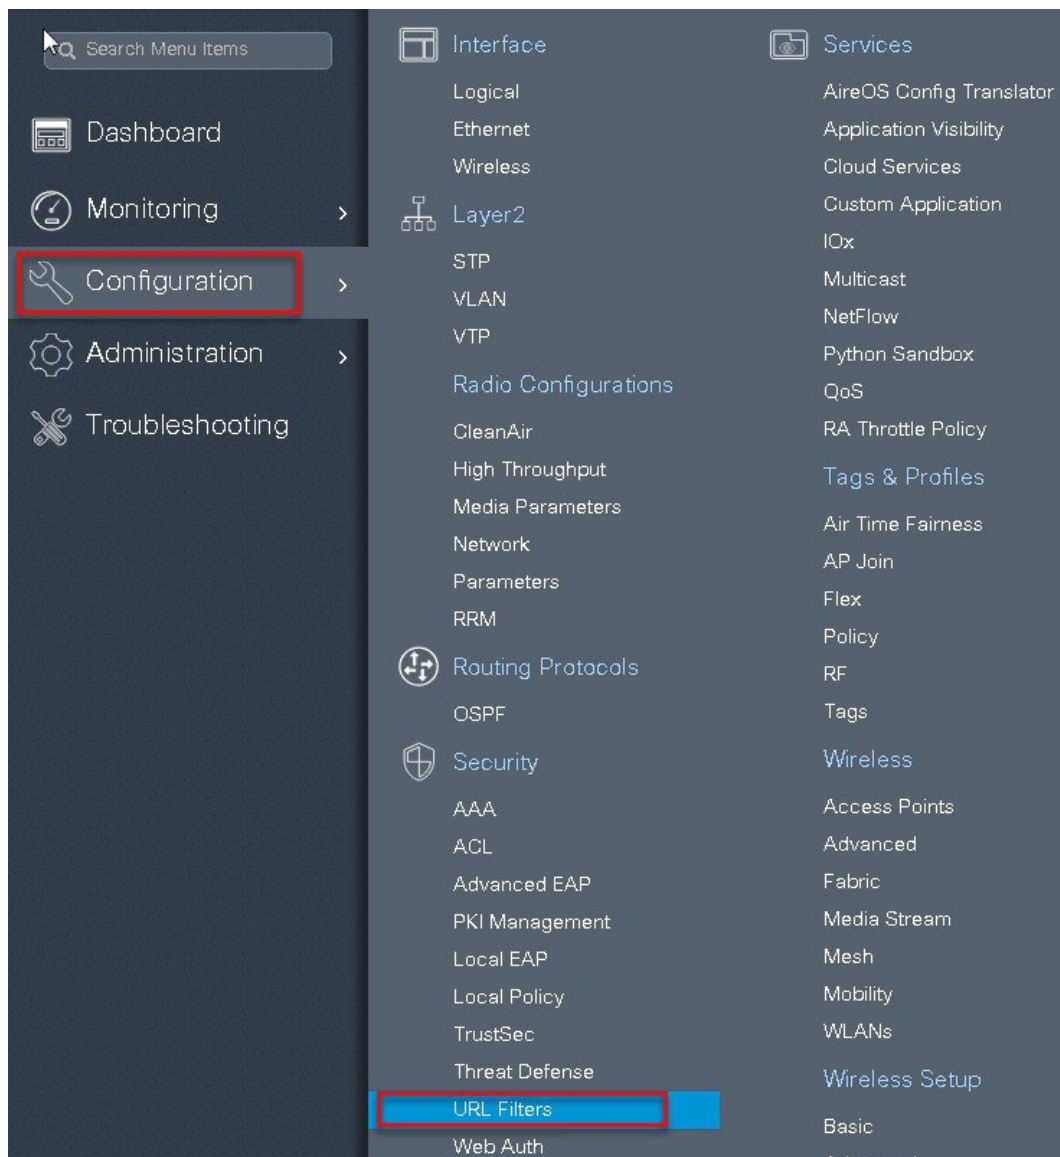 Search Menu Items
Dashboard
Monitoring
Configuration
Administration
Troubleshooting
Interface
Logical
Ethernet
Wireless
Layer2
STP
VLAN
VTP
Radio Configurations
CleanAir
High Throughput
Media Parameters
Network
Parameters
RRM
Routing Protocols
OSPF
Security
AAA
ACL
Advanced EAP
PKI Management
Local EAP
Local Policy
TrustSec
Threat Defense
URL Filters
Web Auth
Services
AireOS Config Translator
Application Visibility
Cloud Services
Custom Application
IOx
Multicast
NetFlow
Python Sandbox
QoS
RA Throttle Policy
Tags & Profiles
Air Time Fairness
AP Join
Flex
Policy
RF
Tags
Wireless
Access Points
Advanced
Fabric
Media Stream
Mesh
Mobility
WLANs
Wireless Setup
Basic